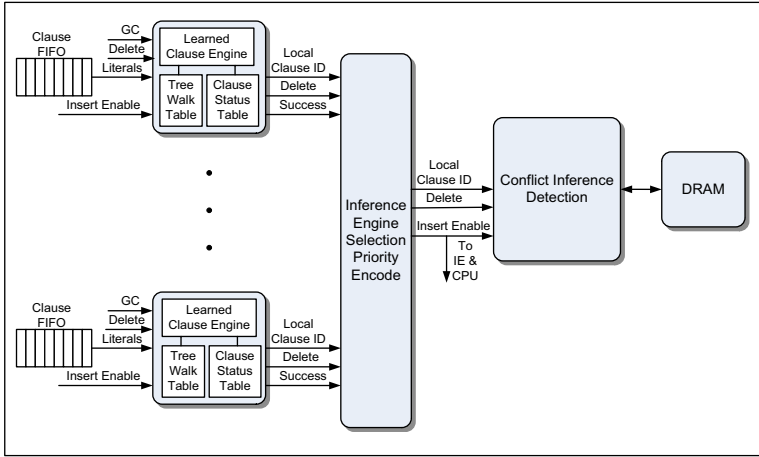 Clause
FIFO
GC
Delete
Literals
Insert Enable
Learned
Clause Engine
Tree
Walk
Table
Clause
Status
Table
Local
Clause ID
Delete
Success
Inference
Engine
Selection
Priority
Encode
Local
Clause ID
Delete
Insert Enable
To
IE &
CPU
Conflict Inference
Detection
DRAM
Clause
FIFO
GC
Delete
Literals
Insert Enable
Learned
Clause Engine
Tree
Walk
Table
Clause
Status
Table
Local
Clause ID
Delete
Success